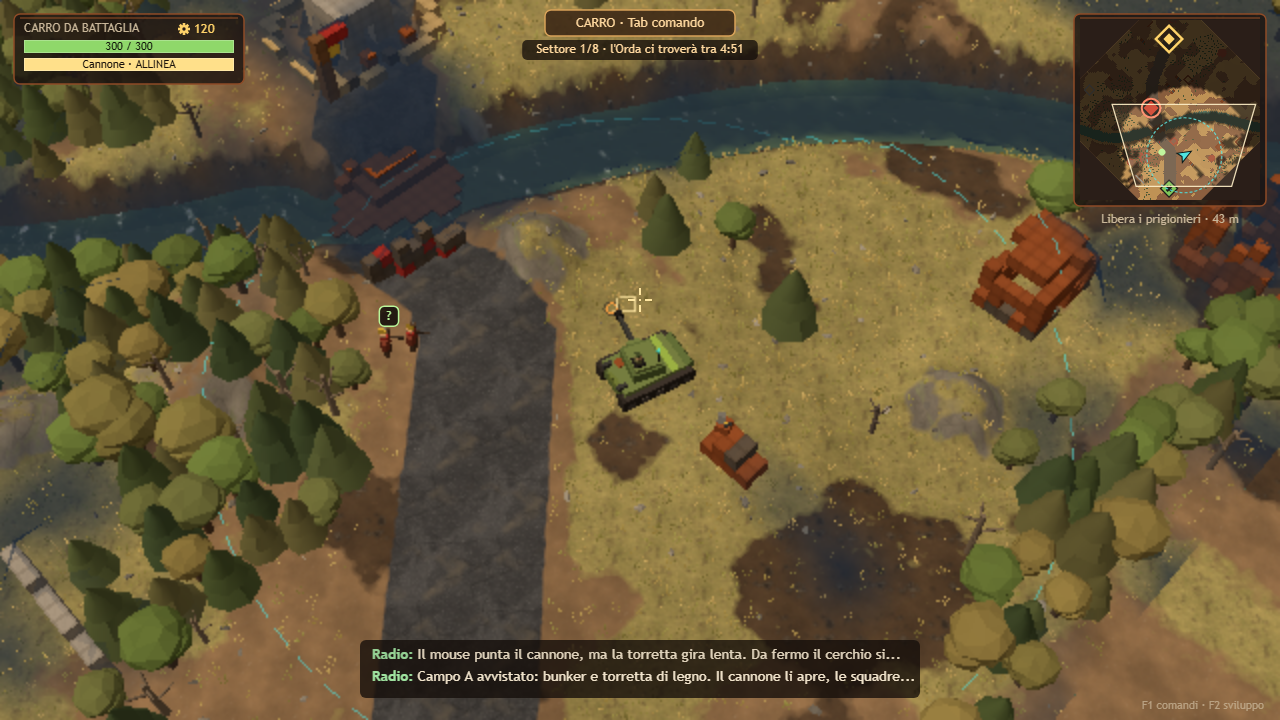 CARRO DA BATTAGLIA
120
300 / 300
Cannone · ALLINEA
CARRO · Tab comando
Settore 1/8 · l'Orda ci troverà tra 4:51
Libera i prigionieri · 43 m
?
Radio: Il mouse punta il cannone, ma la torretta gira lenta. Da fermo il cerchio si...
Radio: Campo A avvistato: bunker e torretta di legno. Il cannone li apre, le squadre...
F1 comandi · F2 sviluppo